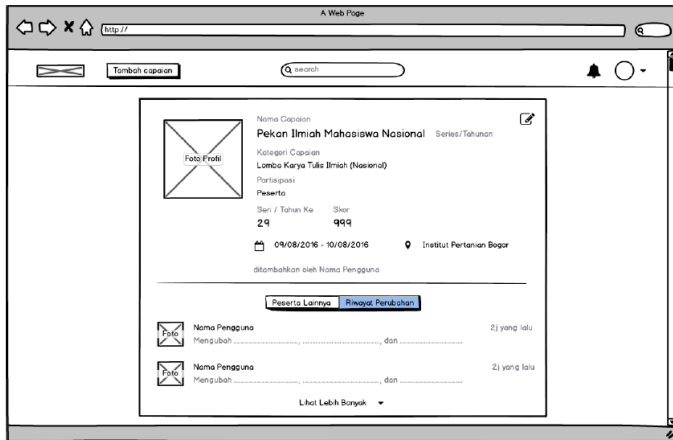 A Web Page
http://
Tambah capaian
search
Nama Capaian
Pekan Ilmiah Mahasiswa Nasional Series/Tahunan
Foto Profil
Kategori Capaian
Lomba Karya Tulis Ilmiah (Nasional)
Partisipasi
Peserta
Seri / Tahun Ke Skor
29 999
09/08/2016 - 10/08/2016 Institut Pertanian Bogor
ditambahkan oleh Nama Pengguna
Peserta Lainnya Riwayat Perubahan
Foto Nama Pengguna 2j yang lalu
Mengubah ...................., ...................., dan ....................
Foto Nama Pengguna 2j yang lalu
Mengubah ...................., ...................., dan ....................
Lihat Lebih Banyak